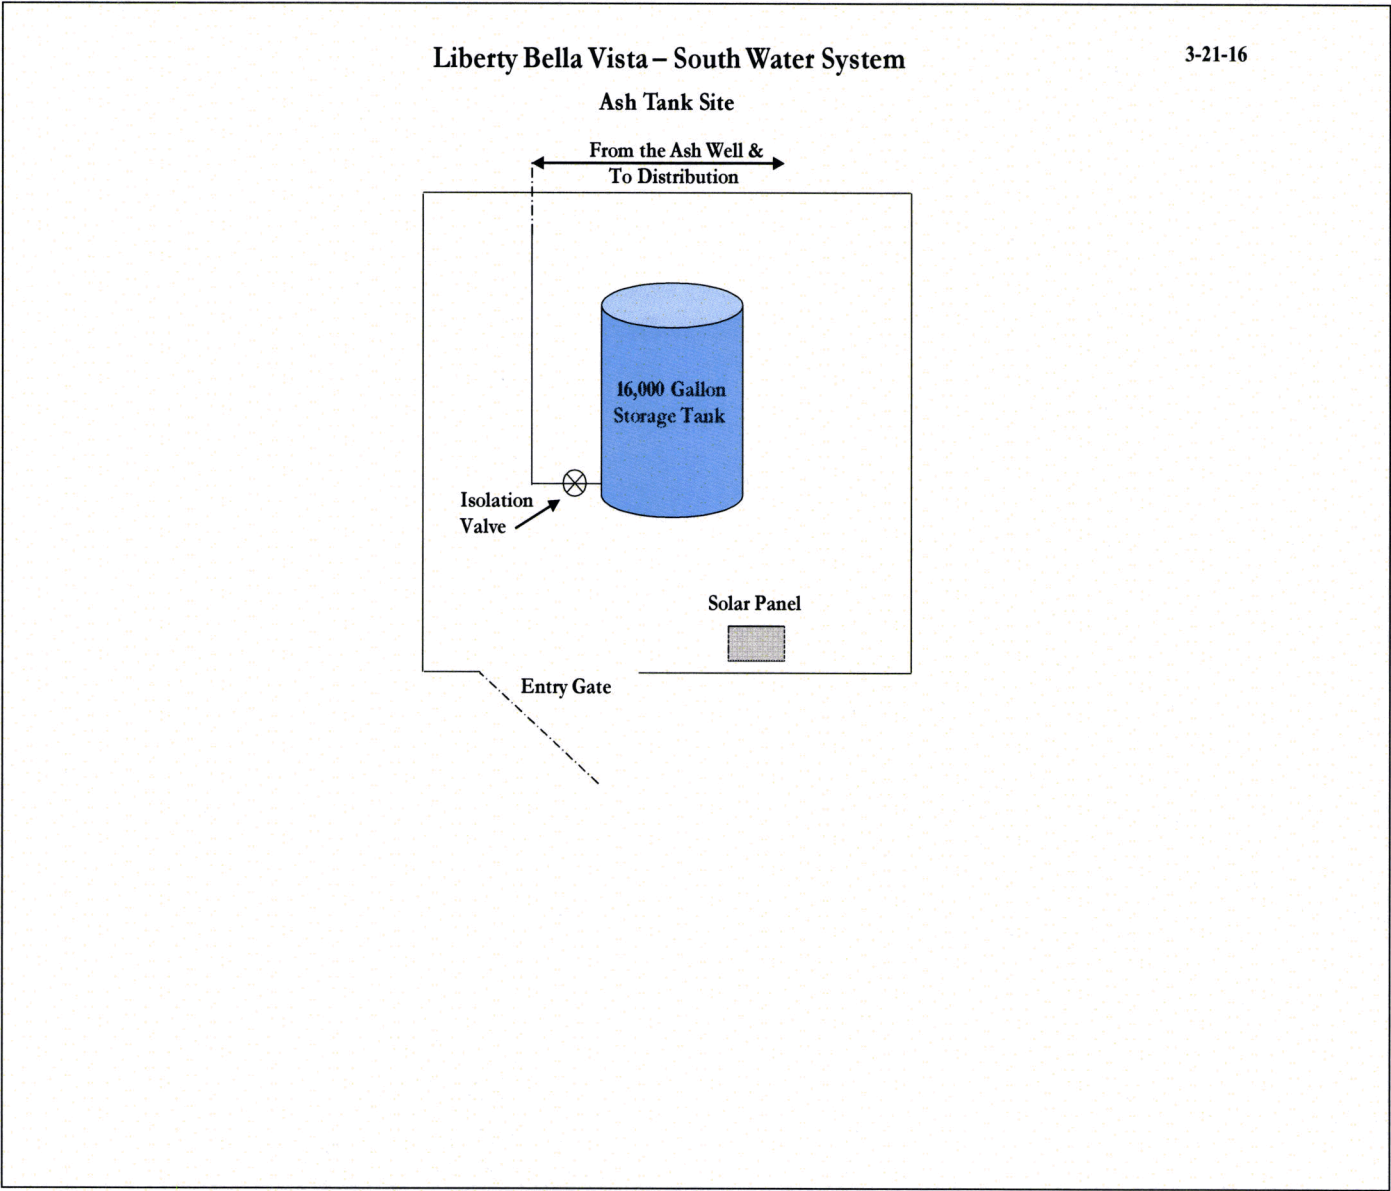 Liberty Bella Vista – South Water System
3-21-16
Ash Tank Site
From the Ash Well &
To Distribution
16,000 Gallon
Storage Tank
Isolation
Valve
Solar Panel
Entry Gate